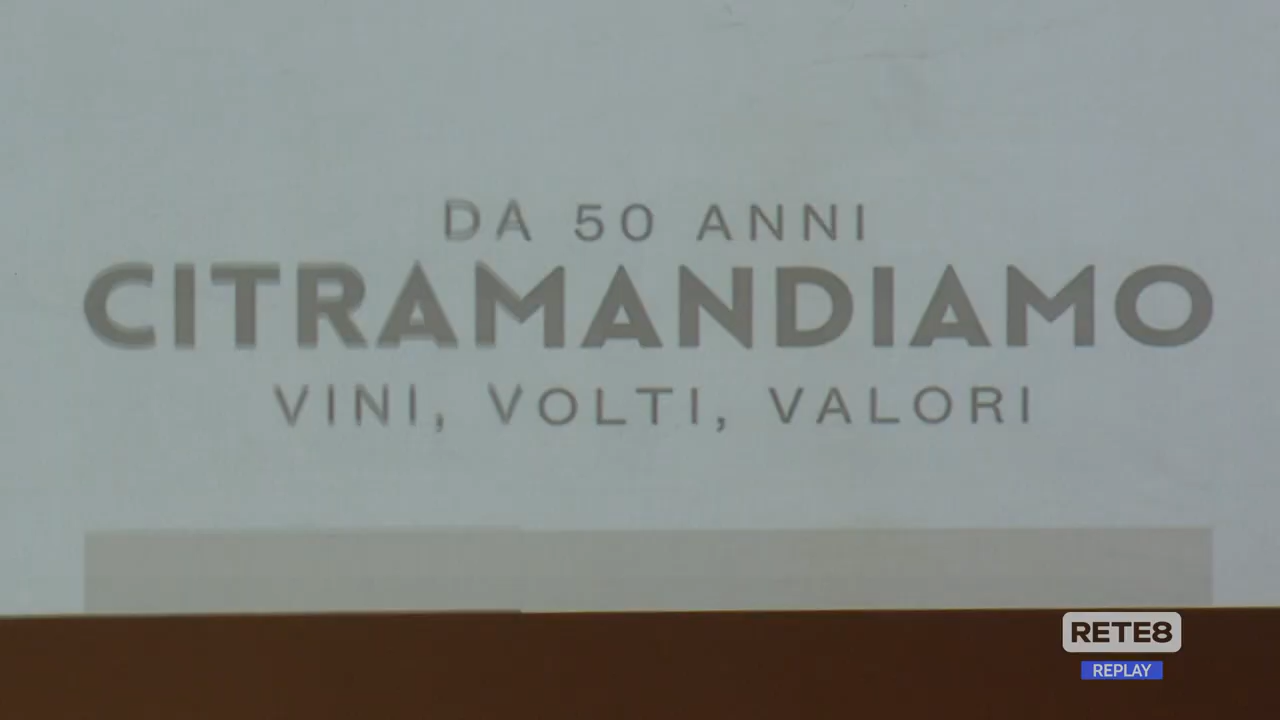 DA 50 ANNI
CITRAMANDIAMO
VINI, VOLTI, VALORI
RETE8
REPLAY